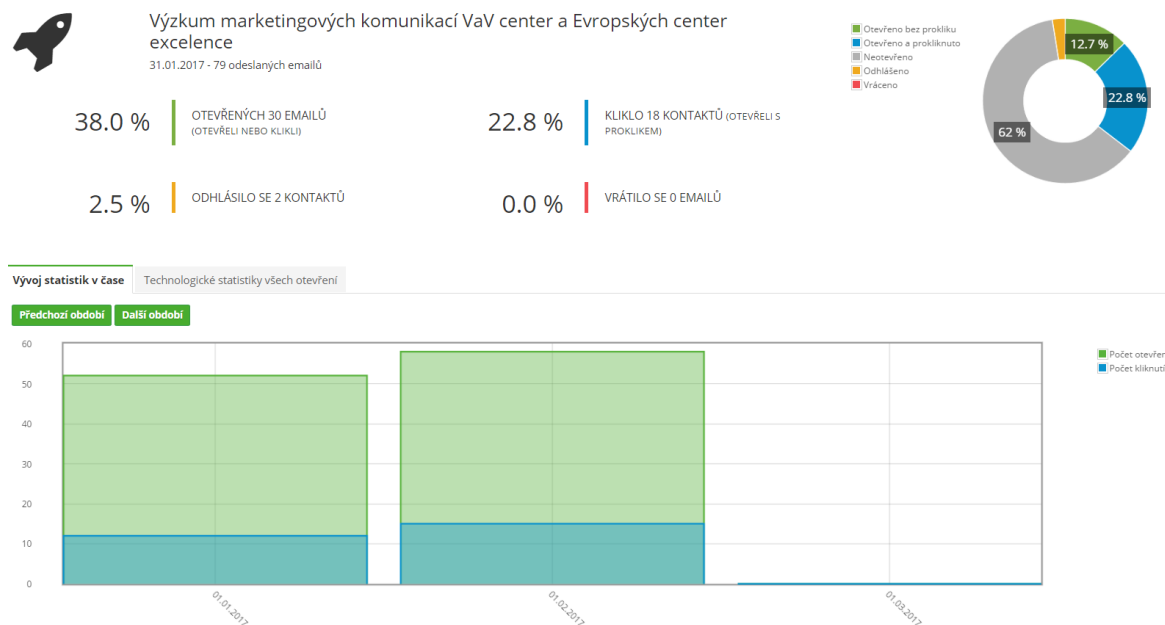 Výzkum marketingových komunikací VaV center a Evropských center
excelence
31.01.2017 - 79 odeslaných emailů
Otevřeno bez prokliku
Otevřeno a prokliknuto
Neotevřeno
Odhlášeno
Vráceno
12.7 %
22.8 %
62 %
38.0 %
OTEVŘENÝCH 30 EMAILŮ
(OTEVŘELI NEBO KLIKLI)
22.8 %
KLIKLO 18 KONTAKTŮ (OTEVŘELI S
PROKLIKEM)
2.5 %
ODHLÁSILO SE 2 KONTAKTŮ
0.0 %
VRÁTILO SE 0 EMAILŮ
Vývoj statistik v čase
Technologické statistiky všech otevření
Předchozí období
Další období
60
50
40
30
20
10
0
01.01.2017
01.02.2017
01.03.2017
Počet otevřer
Počet kliknutí